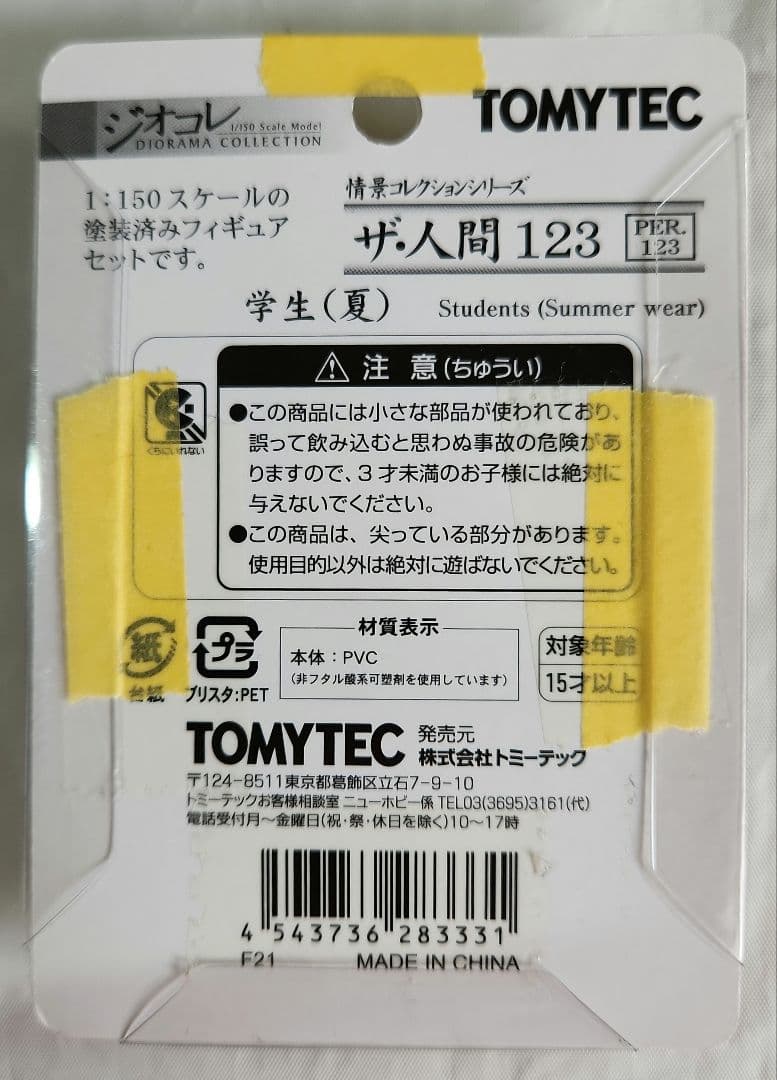 ジオコレ
1/150 Scale Model
DIORAMA COLLECTION
TOMYTEC
1:150スケールの
塗装済みフィギュア
セットです。
情景コレクションシリーズ
ザ・人間 123
PER.
123
学生(夏) Students (Summer wear)
注 意(ちゅうい)
●この商品には小さな部品が使われており、
誤って飲み込むと思わぬ事故の危険があ
りますので、3才未満のお子様には絶対に
与えないでください。
●この商品は、尖っている部分があります。
使用目的以外は絶対に遊ばないでください。
くちにいれない
紙
台紙
プラ
ブリスタ:PET
材質表示
本体:PVC
(非フタル酸系可塑剤を使用しています)
対象年齢
15才以上
TOMYTEC 発売元
株式会社トミーテック
〒124-8511東京都葛飾区立石7-9-10
トミーテックお客様相談室 ニューホビー係 TEL03(3695)3161(代)
電話受付月~金曜日(祝・祭・休日を除く)10~17時
4 543736 283331
F21 MADE IN CHINA